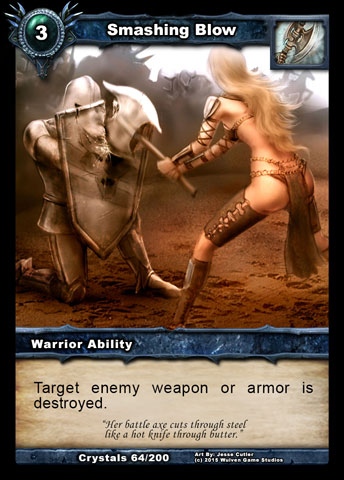 3
Smashing Blow
Warrior Ability
Target enemy weapon or armor is
destroyed.
"Her battle axe cuts through steel
like a hot knife through butter."
Crystals 64/200
Art By: Jesse Cutler
(c) 2015 Wulven Game Studios